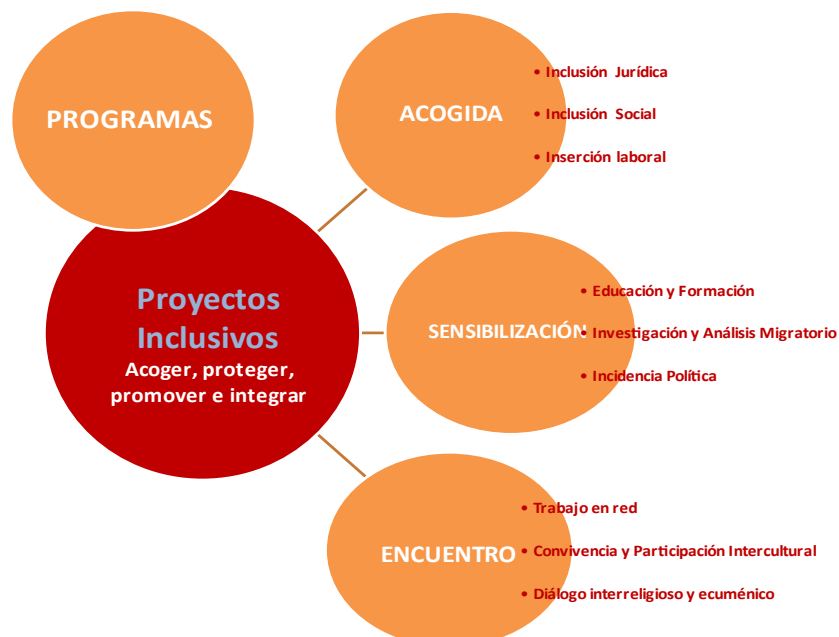 PROGRAMAS
ACOGIDA
• Inclusión Jurídica
• Inclusión Social
• Inserción laboral
Proyectos
Inclusivos
Acoger, proteger,
promover e integrar
SENSIBILIZACIÓN
• Educación y Formación
• Investigación y Análisis Migratorio
• Incidencia Política
ENCUENTRO
• Trabajo en red
• Convivencia y Participación Intercultural
• Diálogo interreligioso y ecuménico